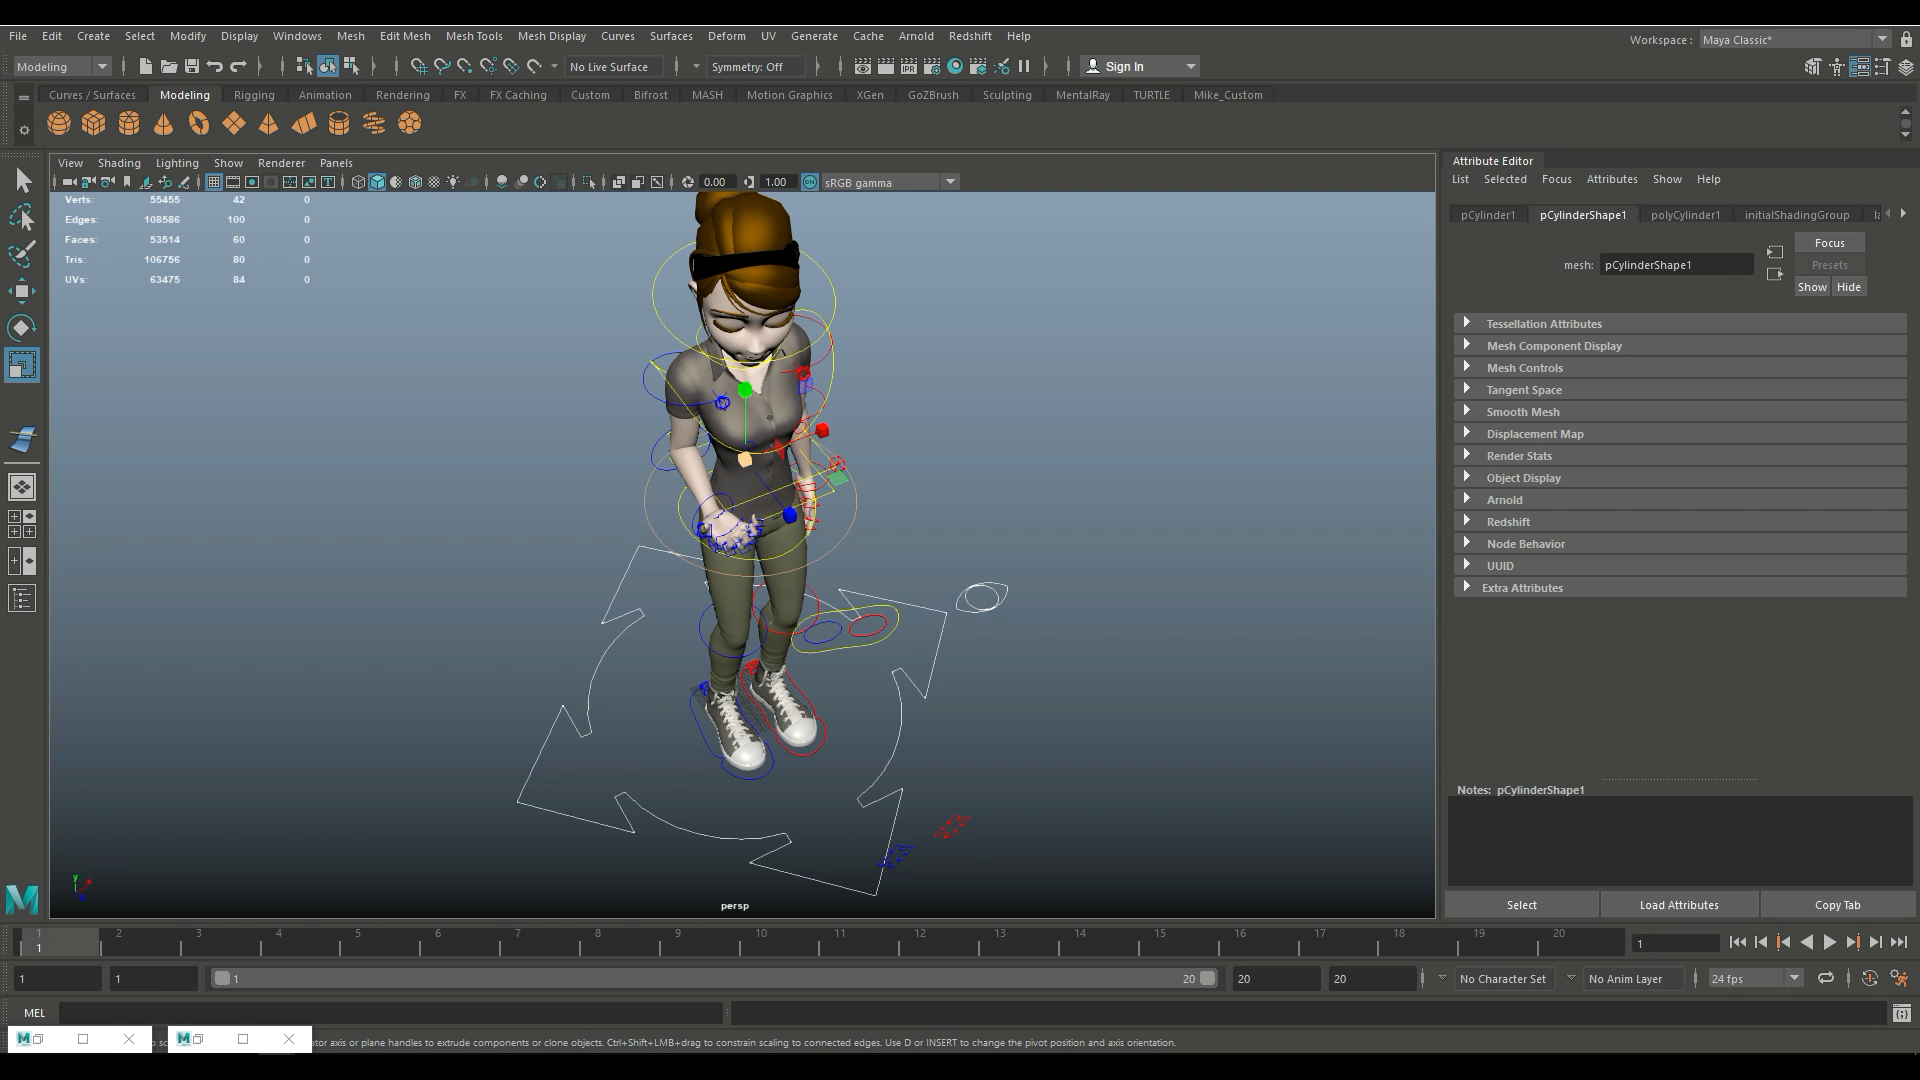 File Edit Create Select Modify Display Windows Mesh Edit Mesh Mesh Tools Mesh Display Curves Surfaces Deform UV Generate Cache Arnold Redshift Help
Workspace : Maya Classic*
Modeling No Live Surface Symmetry: Off IPR Sign In
Curves / Surfaces Modeling Rigging Animation Rendering FX FX Caching Custom Bifrost MASH Motion Graphics XGen GoZBrush Sculpting MentalRay TURTLE Mike_Custom
View Shading Lighting Show Renderer Panels
0.00 1.00 ON sRGB gamma
Verts: 55455 42 0
Edges: 108586 100 0
Faces: 53514 60 0
Tris: 106756 80 0
UVs: 63475 84 0
y
persp
Attribute Editor
List Selected Focus Attributes Show Help
pCylinder1 pCylinderShape1 polyCylinder1 initialShadingGroup
Focus
mesh: pCylinderShape1 Presets
Show Hide
Tessellation Attributes
Mesh Component Display
Mesh Controls
Tangent Space
Smooth Mesh
Displacement Map
Render Stats
Object Display
Arnold
Redshift
Node Behavior
UUID
Extra Attributes
Notes: pCylinderShape1
Select Load Attributes Copy Tab
1 2 3 4 5 6 7 8 9 10 11 12 13 14 15 16 17 18 19 20
1 1
1 1 1 20 20 20 No Character Set No Anim Layer 24 fps
MEL
M M ator axis or plane handles to extrude components or clone objects. Ctrl+Shift+LMB+drag to constrain scaling to connected edges. Use D or INSERT to change the pivot position and axis orientation.